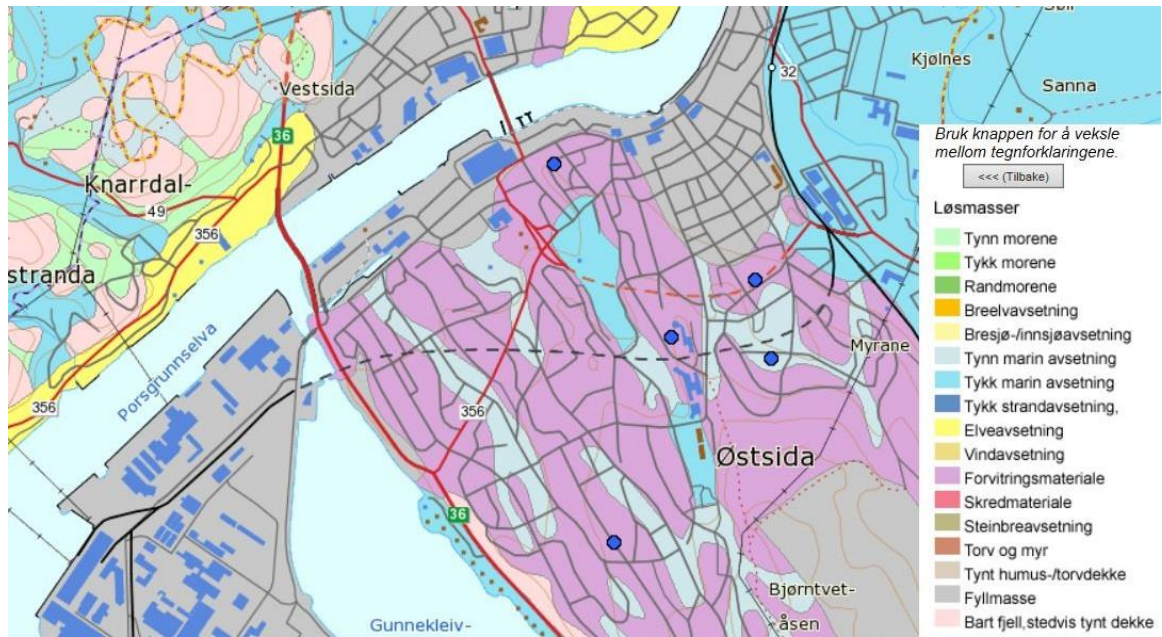 Søli
Kjølnes
Sanna
32
Vestsida
36
Knarrdal-
49
356
stranda
356
Porsgrunnselva
356
Myrane
Østsida
36
Bjørntvet-
åsen
Gunnekleiv-
Bruk knappen for å veksle
mellom tegnforklaringene.
<<< (Tilbake)
Løsmasser
Tynn morene
Tykk morene
Randmorene
Breelvavsetning
Bresjø-/innsjøavsetning
Tynn marin avsetning
Tykk marin avsetning
Tykk strandavsetning,
Elveavsetning
Vindavsetning
Forvitringsmateriale
Skredmateriale
Steinbreavsetning
Torv og myr
Tynt humus-/torvdekke
Fyllmasse
Bart fjell,stedvis tynt dekke